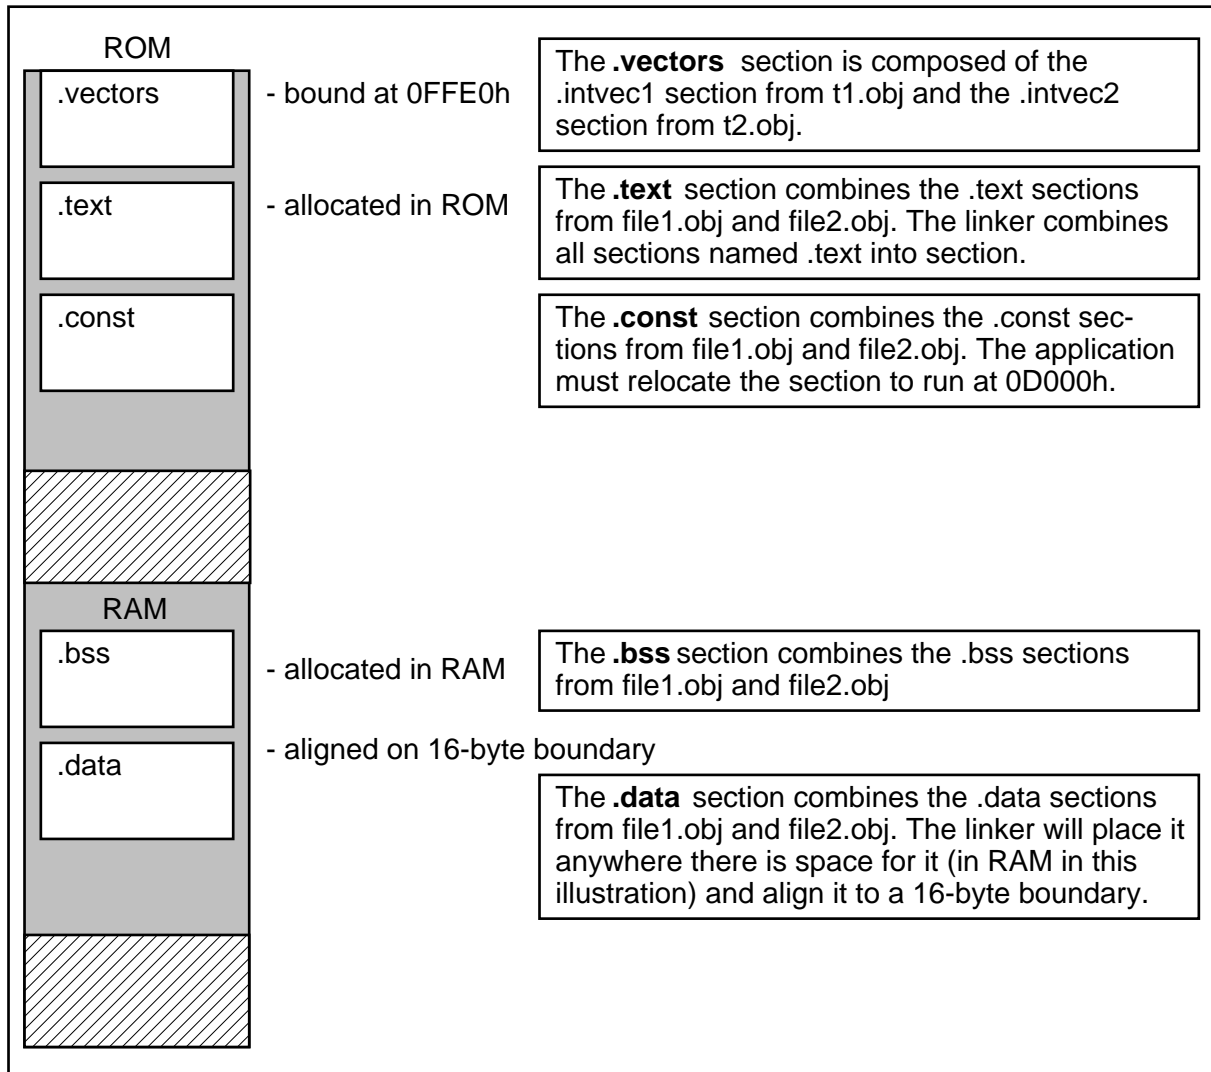 ROM
.vectors
- bound at 0FFE0h
The .vectors section is composed of the
.intvec1 section from t1.obj and the .intvec2
section from t2.obj.
.text
- allocated in ROM
The .text section combines the .text sections
from file1.obj and file2.obj. The linker combines
all sections named .text into section.
.const
The .const section combines the .const sec-
tions from file1.obj and file2.obj. The application
must relocate the section to run at 0D000h.
RAM
.bss
- allocated in RAM
The .bss section combines the .bss sections
from file1.obj and file2.obj
- aligned on 16-byte boundary
.data
The .data section combines the .data sections
from file1.obj and file2.obj. The linker will place it
anywhere there is space for it (in RAM in this
illustration) and align it to a 16-byte boundary.